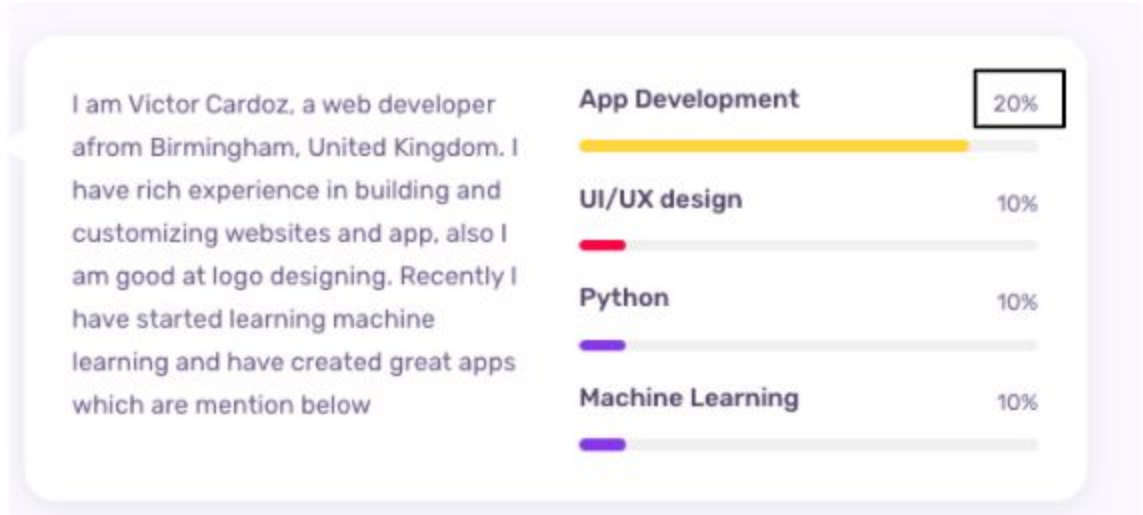 I am Victor Cardoz, a web developer
afrom Birmingham, United Kingdom. I
have rich experience in building and
customizing websites and app, also I
am good at logo designing. Recently I
have started learning machine
learning and have created great apps
which are mention below
App Development 20%
UI/UX design 10%
Python 10%
Machine Learning 10%